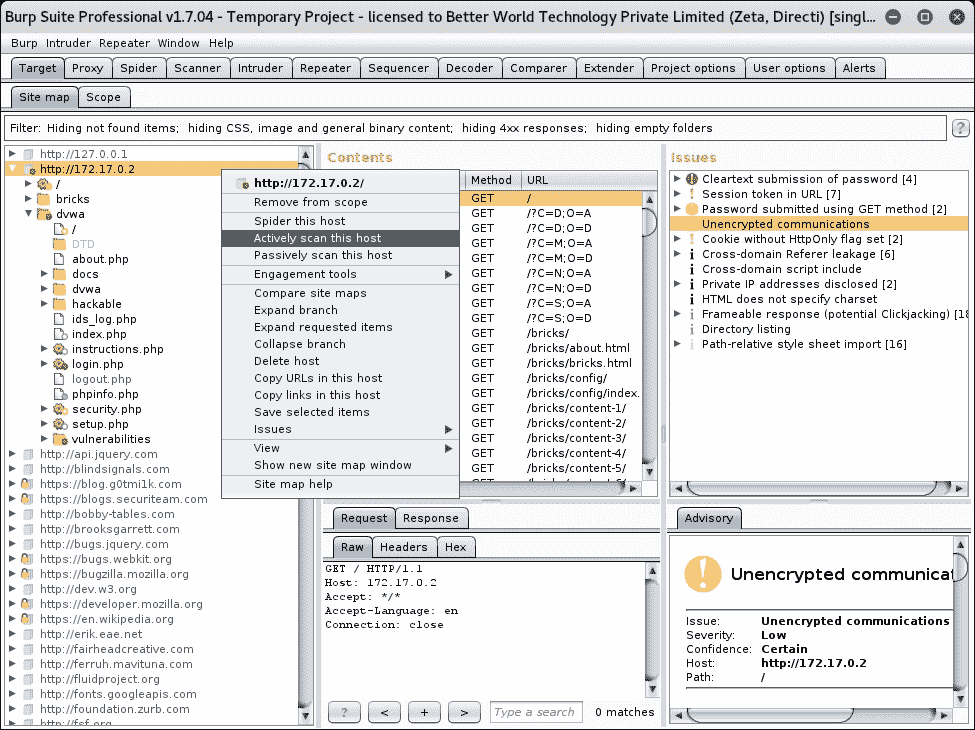 Burp Suite Professional v1.7.04 - Temporary Project - licensed to Better World Technology Private Limited (Zeta, Directi) [singl...
Burp Intruder Repeater Window Help
Target Proxy Spider Scanner Intruder Repeater Sequencer Decoder Comparer Extender Project options User options Alerts
Site map Scope
Filter: Hiding not found items; hiding CSS, image and general binary content; hiding 4xx responses; hiding empty folders
?
http://127.0.0.1
http://172.17.0.2
/
bricks
dvwa
/
DTD
about.php
docs
dvwa
hackable
ids_log.php
index.php
instructions.php
login.php
logout.php
phpinfo.php
security.php
setup.php
vulnerabilities
http://api.jquery.com
http://blindsignals.com
https://blog.g0tmi1k.com
https://blogs.securiteam.com
http://bobby-tables.com
http://brooksgarrett.com
http://bugs.jquery.com
https://bugs.webkit.org
https://bugzilla.mozilla.org
http://dev.w3.org
https://developer.mozilla.org
https://en.wikipedia.org
http://erik.eae.net
http://fairheadcreative.com
http://ferruh.mavituna.com
http://fluidproject.org
http://fonts.googleapis.com
http://foundation.zurb.com
http://fsf.org
http://172.17.0.2/
Remove from scope
Spider this host
Actively scan this host
Passively scan this host
Engagement tools
Compare site maps
Expand branch
Expand requested items
Collapse branch
Delete host
Copy URLs in this host
Copy links in this host
Save selected items
Issues
View
Show new site map window
Site map help
Contents
Method URL
GET /
GET /?C=D;O=A
GET /?C=D;O=D
GET /?C=M;O=A
GET /?C=M;O=D
GET /?C=N;O=A
GET /?C=N;O=D
GET /?C=S;O=A
GET /?C=S;O=D
GET /bricks/
GET /bricks/about.html
GET /bricks/bricks.html
GET /bricks/config/
GET /bricks/config/index.
GET /bricks/content-1/
GET /bricks/content-2/
GET /bricks/content-3/
GET /bricks/content-4/
GET /bricks/content-5/
Request Response
Raw Headers Hex
GET / HTTP/1.1
Host: 172.17.0.2
Accept: */*
Accept-Language: en
Connection: close
? < + > Type a search 0 matches
Issues
Cleartext submission of password [4]
Session token in URL [7]
Password submitted using GET method [2]
Unencrypted communications
Cookie without HttpOnly flag set [2]
Cross-domain Referer leakage [6]
Cross-domain script include
Private IP addresses disclosed [2]
HTML does not specify charset
Frameable response (potential Clickjacking) [18
Directory listing
Path-relative style sheet import [16]
Advisory
Unencrypted communicat
Issue: Unencrypted communications
Severity: Low
Confidence: Certain
Host: http://172.17.0.2
Path: /